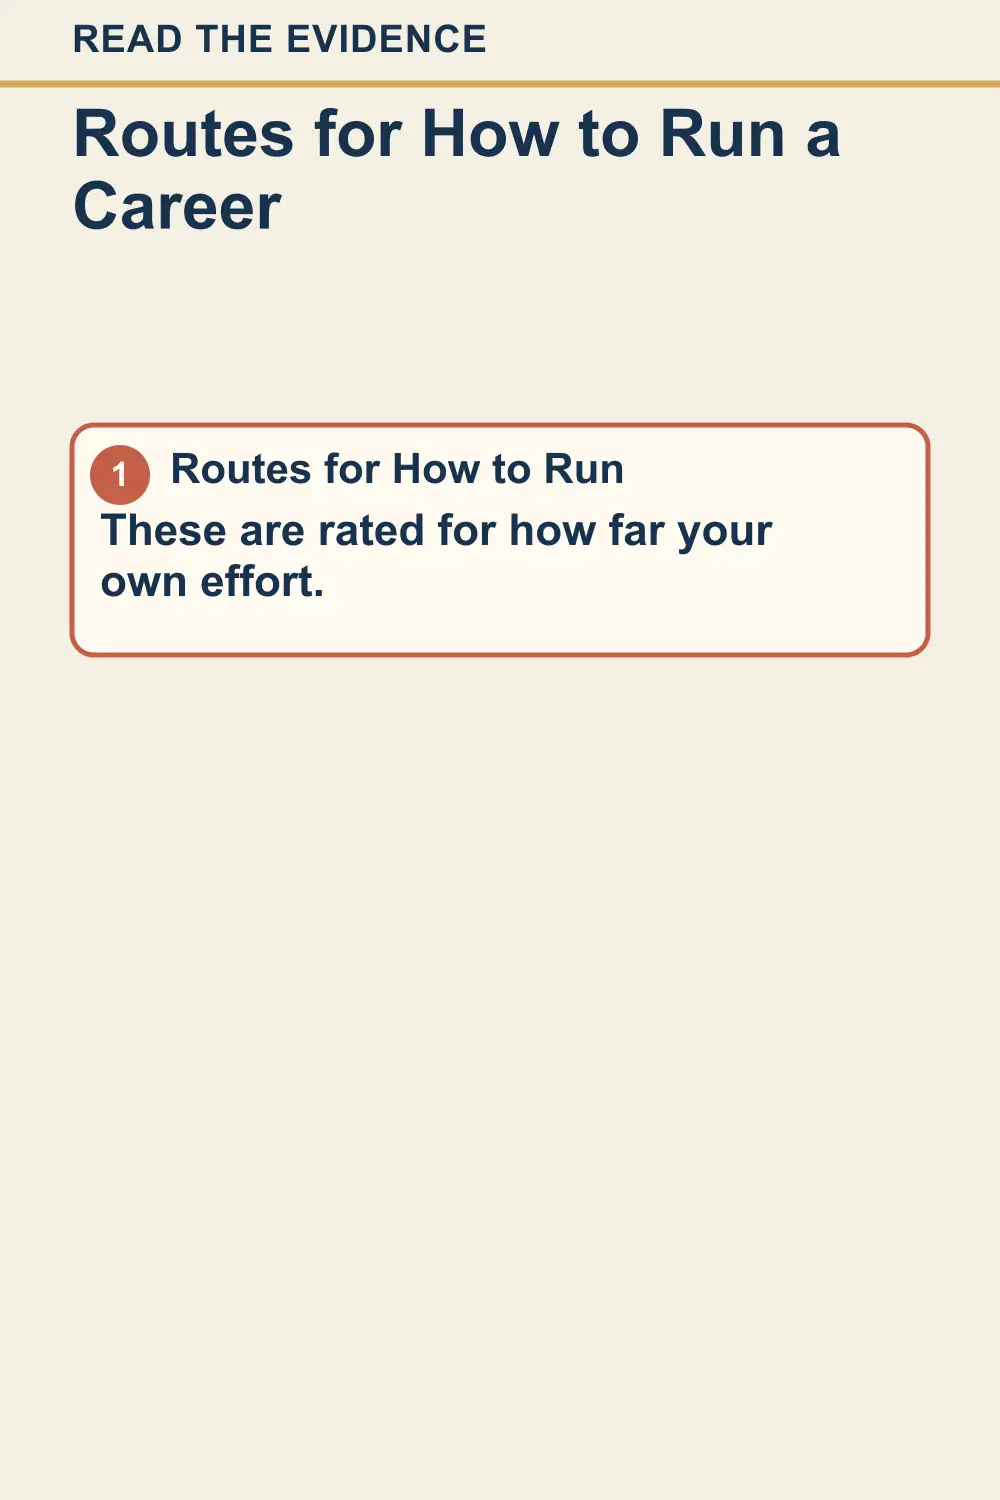 READ THE EVIDENCE
Routes for How to Run a
Career
1 Routes for How to Run
These are rated for how far your
own effort.